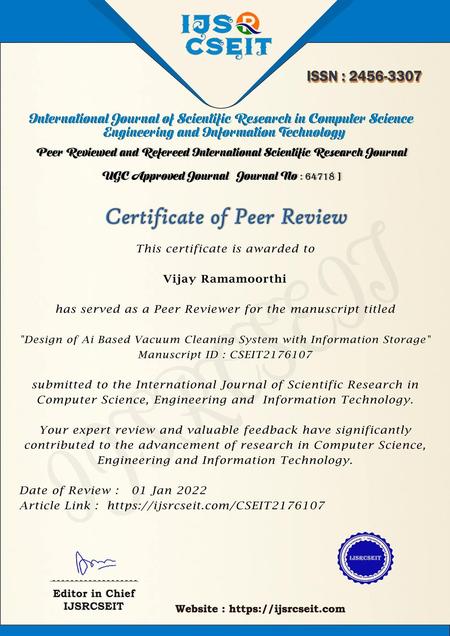 IJSR
CSEIT
ISSN : 2456-3307
International Journal of Scientific Research in Computer Science
Engineering and Information Technology
Peer Reviewed and Refereed International Scientific Research Journal
UGC Approved Journal Journal No : 64718 ]
Certificate of Peer Review
This certificate is awarded to
Vijay Ramamoorthi
has served as a Peer Reviewer for the manuscript titled
"Design of Ai Based Vacuum Cleaning System with Information Storage"
Manuscript ID : CSEIT2176107
submitted to the International Journal of Scientific Research in
Computer Science, Engineering and Information Technology.
Your expert review and valuable feedback have significantly
contributed to the advancement of research in Computer Science,
Engineering and Information Technology.
Date of Review : 01 Jan 2022
Article Link : https://ijsrcseit.com/CSEIT2176107
Editor in Chief
IJSRCSEIT
IJSRCSEIT
Website : https://ijsrcseit.com